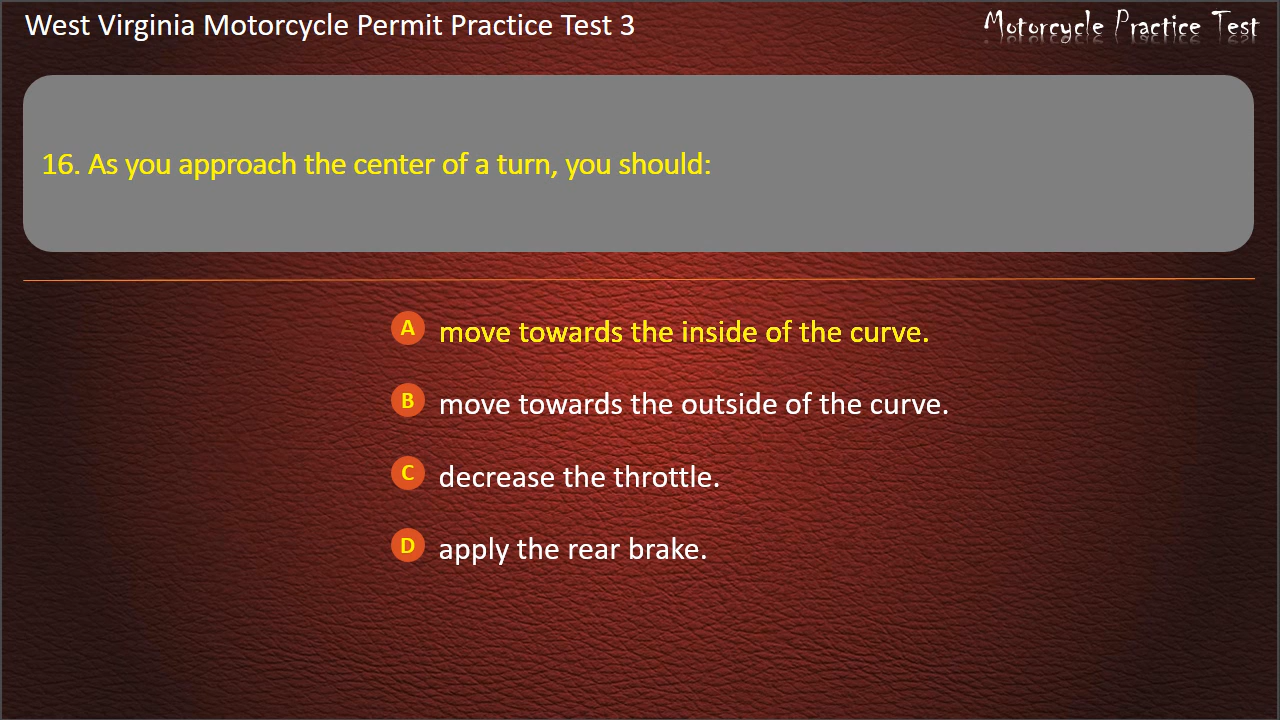 West Virginia Motorcycle Permit Practice Test 3
Motorcycle Practice Test
16. As you approach the center of a turn, you should:
A move towards the inside of the curve.
B move towards the outside of the curve.
C decrease the throttle.
D apply the rear brake.